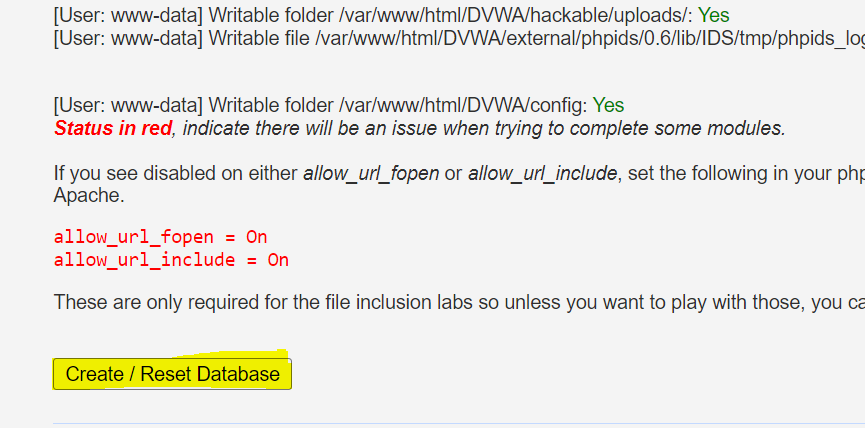 [User: www-data] Writable folder /var/www/html/DVWA/hackable/uploads/: Yes
[User: www-data] Writable file /var/www/html/DVWA/external/phpids/0.6/lib/IDS/tmp/phpids_log
[User: www-data] Writable folder /var/www/html/DVWA/config: Yes
Status in red, indicate there will be an issue when trying to complete some modules.
If you see disabled on either allow_url_fopen or allow_url_include, set the following in your php
Apache.
allow_url_fopen = On
allow_url_include = On
These are only required for the file inclusion labs so unless you want to play with those, you ca
Create / Reset Database